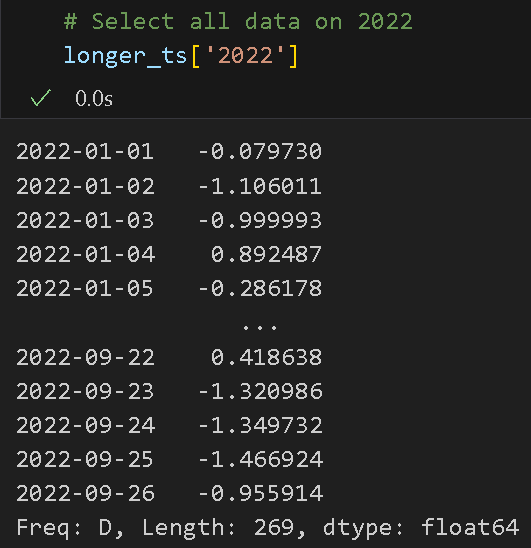 # Select all data on 2022
longer_ts['2022']
0.0s
2022-01-01   -0.079730
2022-01-02   -1.106011
2022-01-03   -0.999993
2022-01-04    0.892487
2022-01-05   -0.286178
...
2022-09-22    0.418638
2022-09-23   -1.320986
2022-09-24   -1.349732
2022-09-25   -1.466924
2022-09-26   -0.955914
Freq: D, Length: 269, dtype: float64